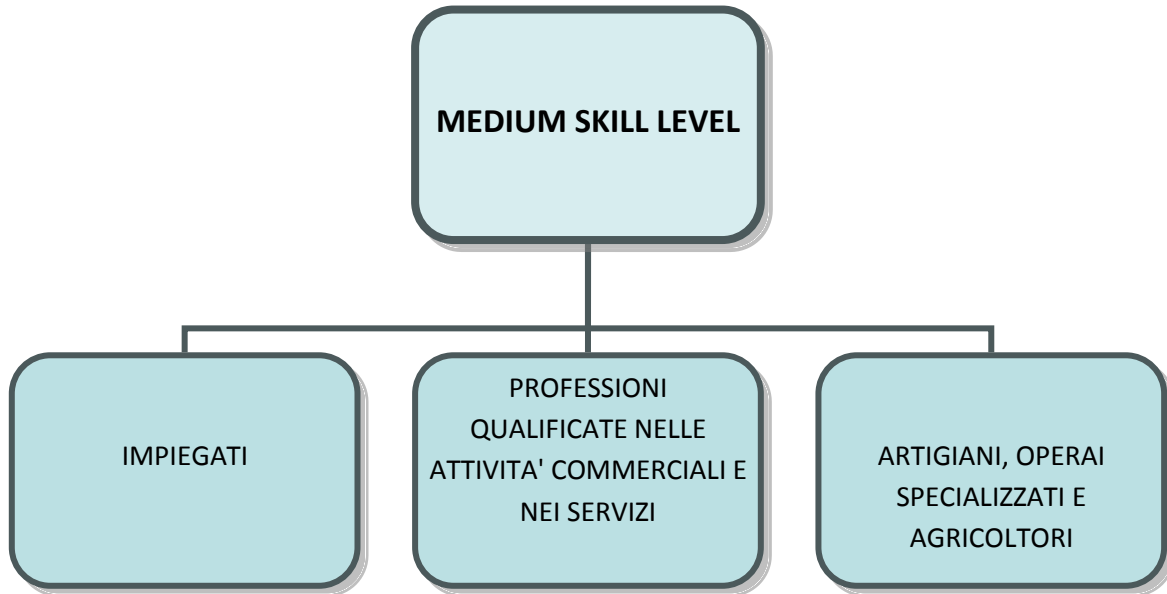 MEDIUM SKILL LEVEL
IMPIEGATI
PROFESSIONI
QUALIFICATE NELLE
ATTIVITA' COMMERCIALI E
NEI SERVIZI
ARTIGIANI, OPERAI
SPECIALIZZATI E
AGRICOLTORI